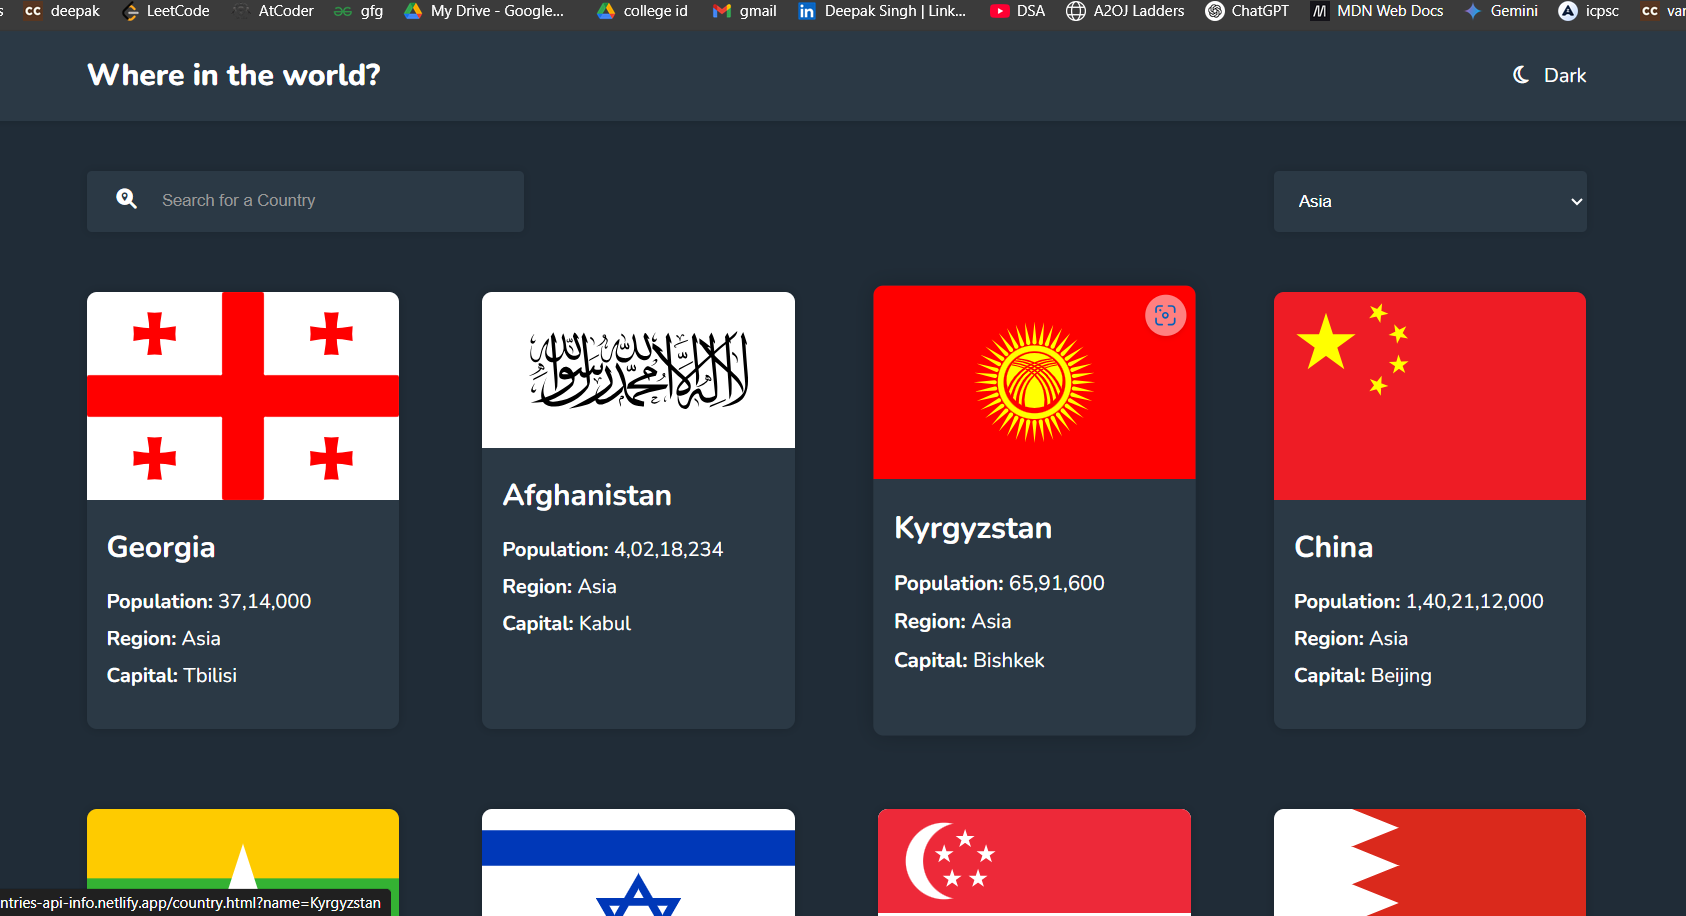 deepak LeetCode AtCoder gfg My Drive - Google... college id gmail Deepak Singh | Link... DSA A2OJ Ladders ChatGPT MDN Web Docs Gemini icpsc
Where in the world?
Dark
Search for a Country
Asia
لا إله إلا الله محمد رسول الله
Georgia
Population: 37,14,000
Region: Asia
Capital: Tbilisi
Afghanistan
Population: 4,02,18,234
Region: Asia
Capital: Kabul
Kyrgyzstan
Population: 65,91,600
Region: Asia
Capital: Bishkek
China
Population: 1,40,21,12,000
Region: Asia
Capital: Beijing
ntries-api-info.netlify.app/country.html?name=Kyrgyzstan